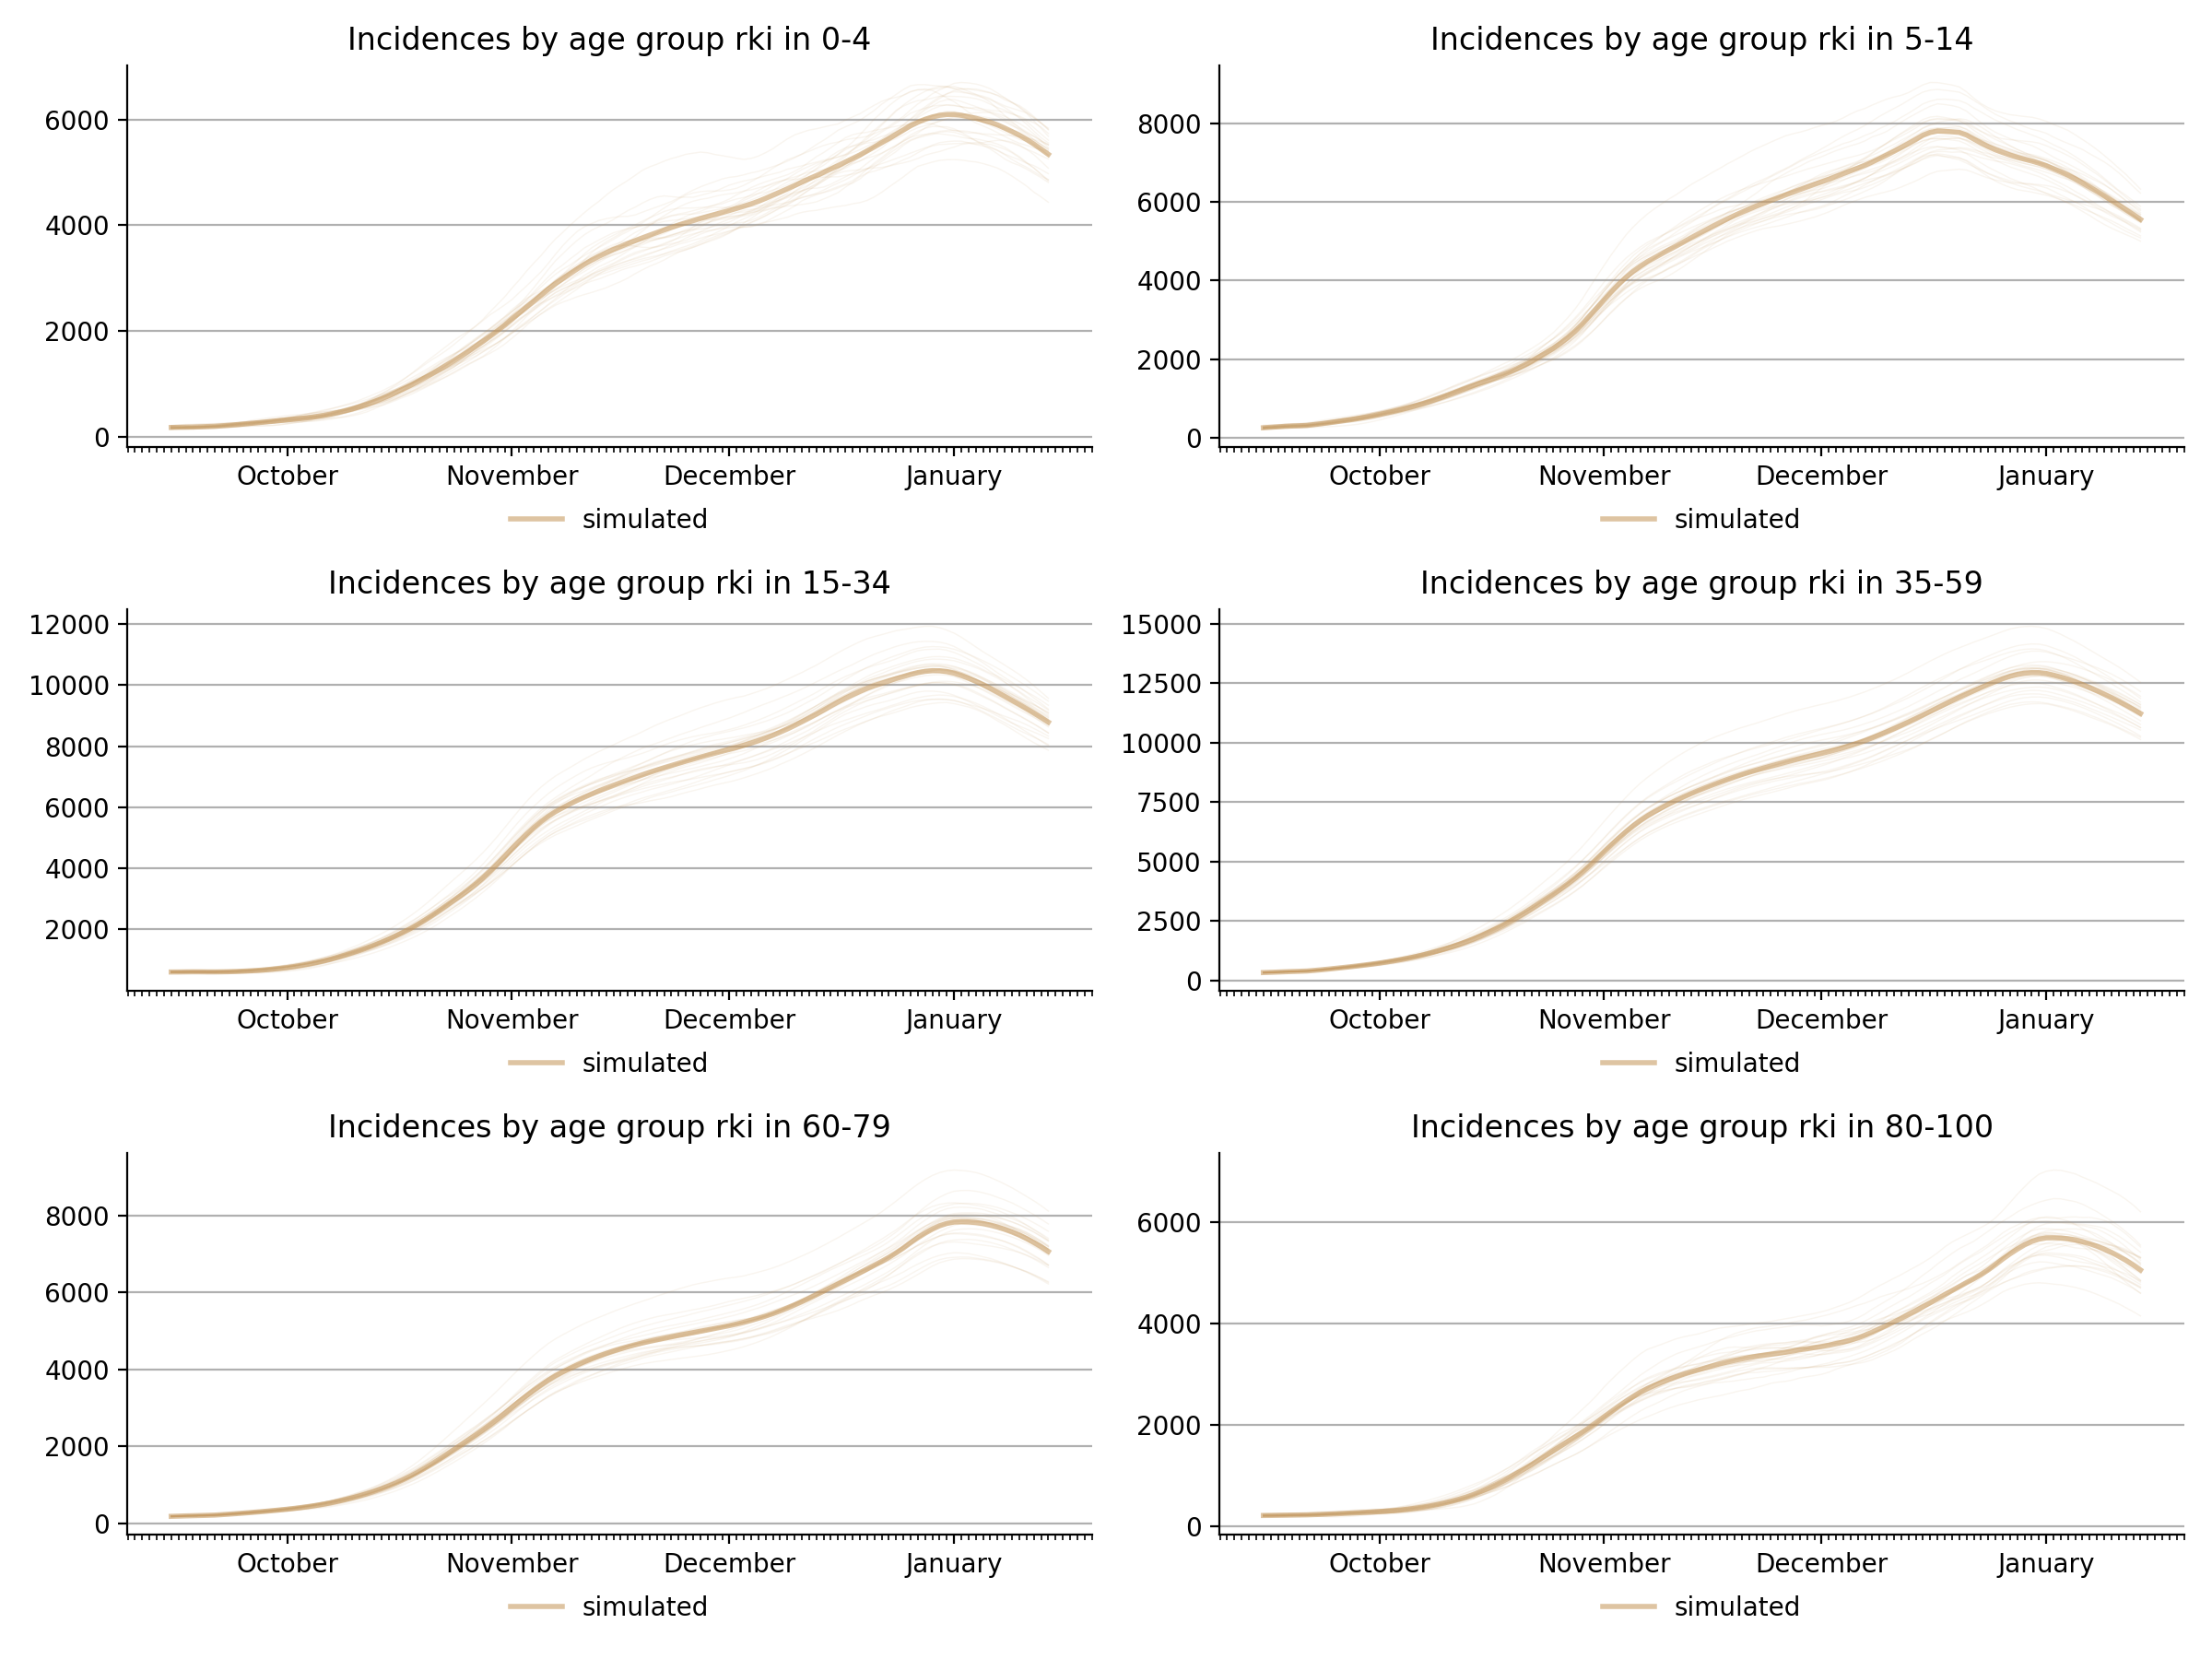 Incidences by age group rki in 0-4
6000
4000
2000
0
October November December January
simulated
Incidences by age group rki in 5-14
8000
6000
4000
2000
0
October November December January
simulated
Incidences by age group rki in 15-34
12000
10000
8000
6000
4000
2000
October November December January
simulated
Incidences by age group rki in 35-59
15000
12500
10000
7500
5000
2500
0
October November December January
simulated
Incidences by age group rki in 60-79
8000
6000
4000
2000
0
October November December January
simulated
Incidences by age group rki in 80-100
6000
4000
2000
0
October November December January
simulated